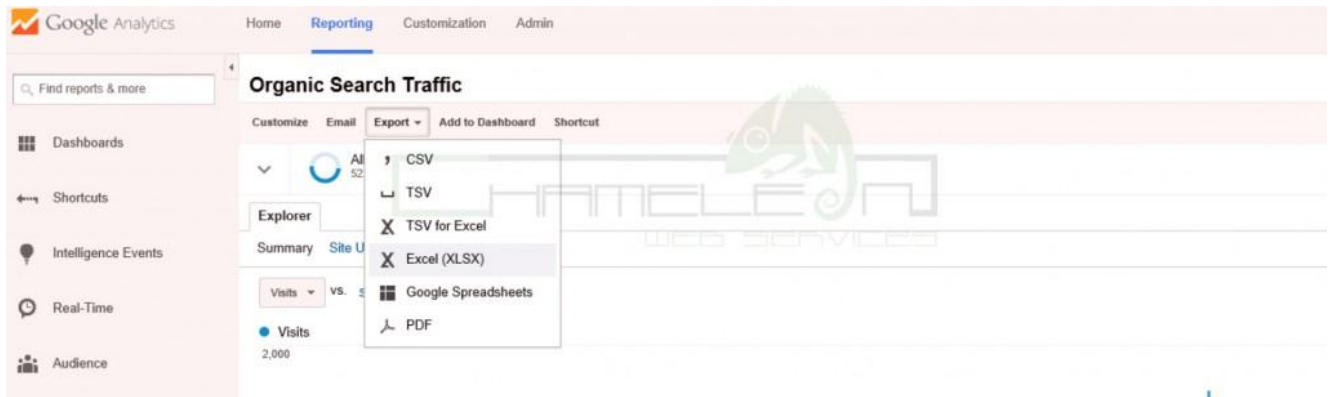 Google Analytics
Home Reporting Customization Admin
Find reports & more
Organic Search Traffic
Customize Email Export Add to Dashboard Shortcut
Dashboards
CSV
TSV
Shortcuts
CHAMELEON
WEB SERVICES
Explorer
TSV for Excel
Summary Site U
Excel (XLSX)
Intelligence Events
Visits VS.
Google Spreadsheets
Real-Time
PDF
Visits
2,000
Audience